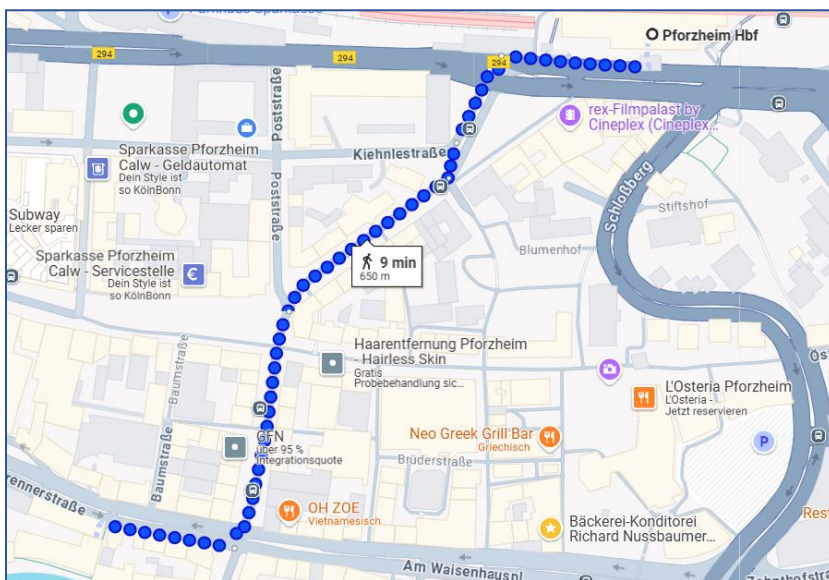 Parkhaus Sparkasse
294
294
294
Pforzheim Hbf
rex-Filmpalast by
Cineplex (Cineplex...
Poststraße
Kiehnlestraße
Sparkasse Pforzheim
Calw - Geldautomat
Dein Style ist
so KölnBonn
Schloßberg
Stiftshof
Poststraße
Subway
Lecker sparen
Blumenhof
Sparkasse Pforzheim
Calw - Servicestelle
Dein Style ist
so KölnBonn
9 min
650 m
Haarentfernung Pforzheim
- Hairless Skin
Gratis
Probebehandlung sic...
Baumstraße
L'Osteria Pforzheim
L'Osteria -
Jetzt reservieren
GFN
über 95 %
Integrationsquote
Neo Greek Grill Bar
Griechisch
P
Baumstraße
Brüderstraße
OH ZOE
Vietnamesisch
Bäckerei-Konditorei
Richard Nussbaumer...
Am Waisenhauspl